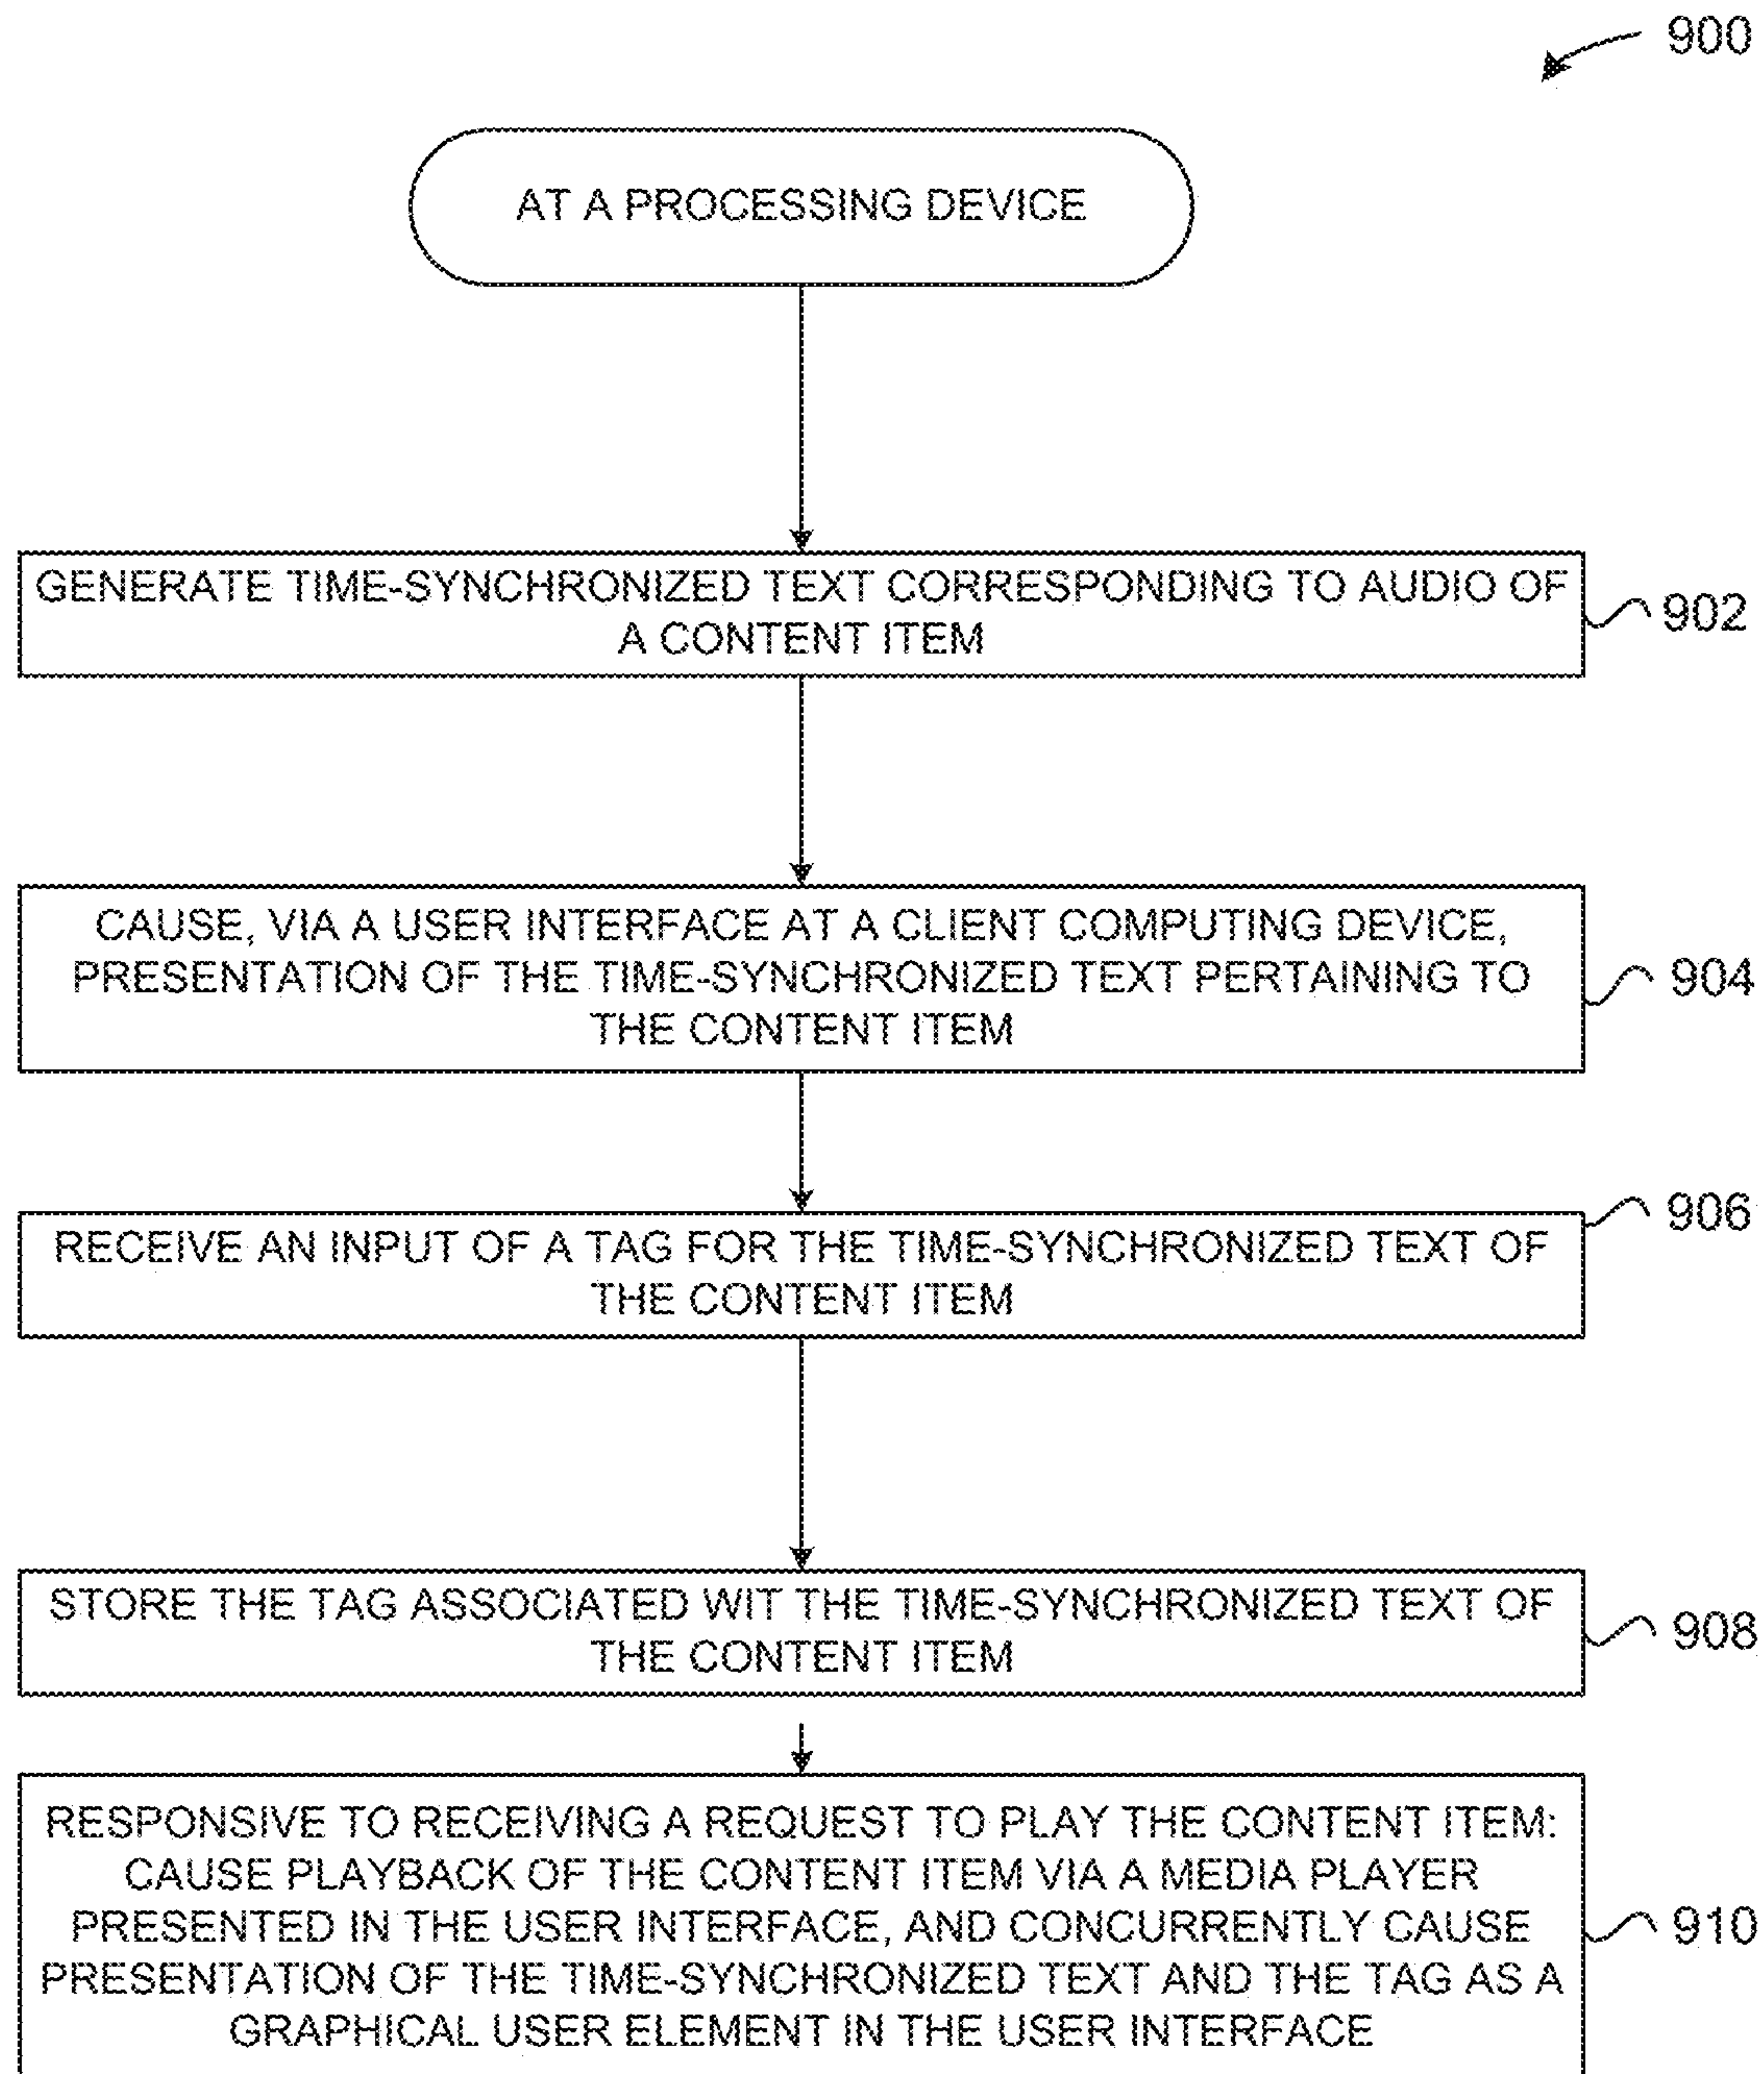 900
AT A PROCESSING DEVICE
GENERATE TIME-SYNCHRONIZED TEXT CORRESPONDING TO AUDIO OF
A CONTENT ITEM
902
CAUSE, VIA A USER INTERFACE AT A CLIENT COMPUTING DEVICE,
PRESENTATION OF THE TIME-SYNCHRONIZED TEXT PERTAINING TO
THE CONTENT ITEM
904
RECEIVE AN INPUT OF A TAG FOR THE TIME-SYNCHRONIZED TEXT OF
THE CONTENT ITEM
906
STORE THE TAG ASSOCIATED WIT THE TIME-SYNCHRONIZED TEXT OF
THE CONTENT ITEM
908
RESPONSIVE TO RECEIVING A REQUEST TO PLAY THE CONTENT ITEM:
CAUSE PLAYBACK OF THE CONTENT ITEM VIA A MEDIA PLAYER
PRESENTED IN THE USER INTERFACE, AND CONCURRENTLY CAUSE
PRESENTATION OF THE TIME-SYNCHRONIZED TEXT AND THE TAG AS A
GRAPHICAL USER ELEMENT IN THE USER INTERFACE
910